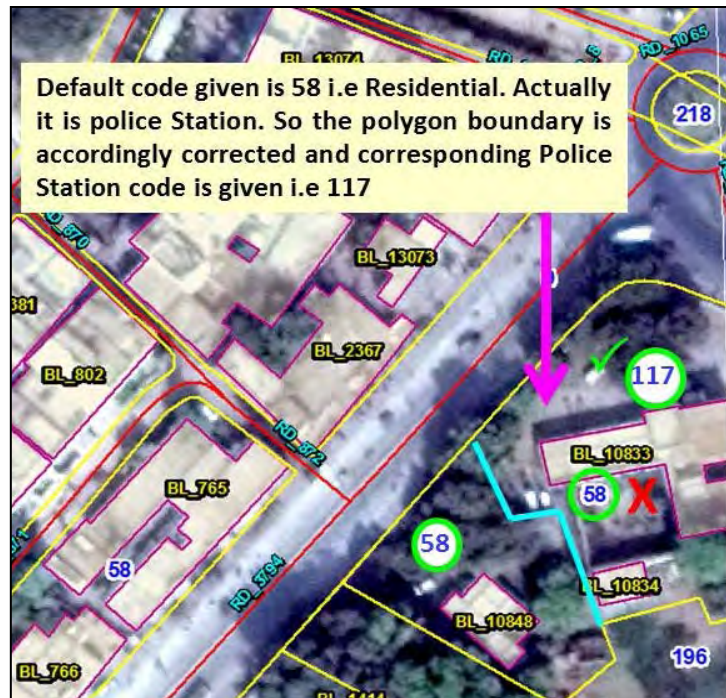 RD_1065
BL_13074
Default code given is 58 i.e Residential. Actually
it is police Station. So the polygon boundary is
accordingly corrected and corresponding Police
Station code is given i.e 117
218
RD_870
BL_13073
BL_2367
BL_802
117
RD_872
BL_10833
BL_765
58
X
58
58
RD_3794
BL_10834
BL_10848
BL_766
196